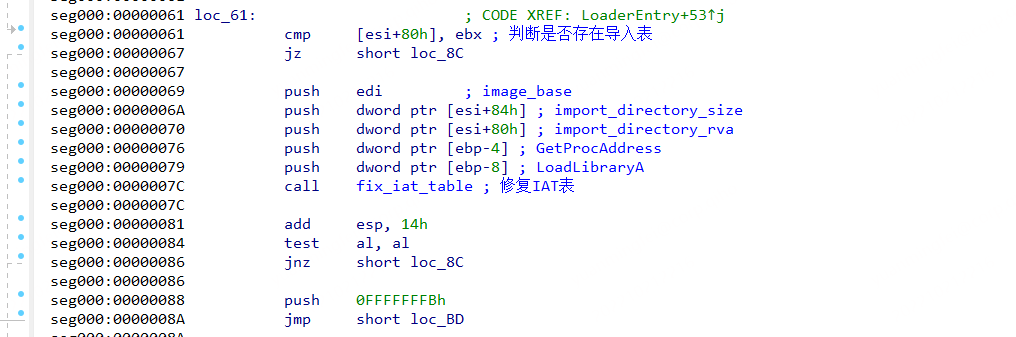 seg000:00000061 loc_61: ; CODE XREF: LoaderEntry+53↑j
seg000:00000061 cmp [esi+80h], ebx ; 判断是否存在导入表
seg000:00000067 jz short loc_8C
seg000:00000067
seg000:00000069 push edi ; image_base
seg000:0000006A push dword ptr [esi+84h] ; import_directory_size
seg000:00000070 push dword ptr [esi+80h] ; import_directory_rva
seg000:00000076 push dword ptr [ebp-4] ; GetProcAddress
seg000:00000079 push dword ptr [ebp-8] ; LoadLibraryA
seg000:0000007C call fix_iat_table ; 修复IAT表
seg000:0000007C
seg000:00000081 add esp, 14h
seg000:00000084 test al, al
seg000:00000086 jnz short loc_8C
seg000:00000086
seg000:00000088 push 0FFFFFFFBh
seg000:0000008A jmp short loc_BD